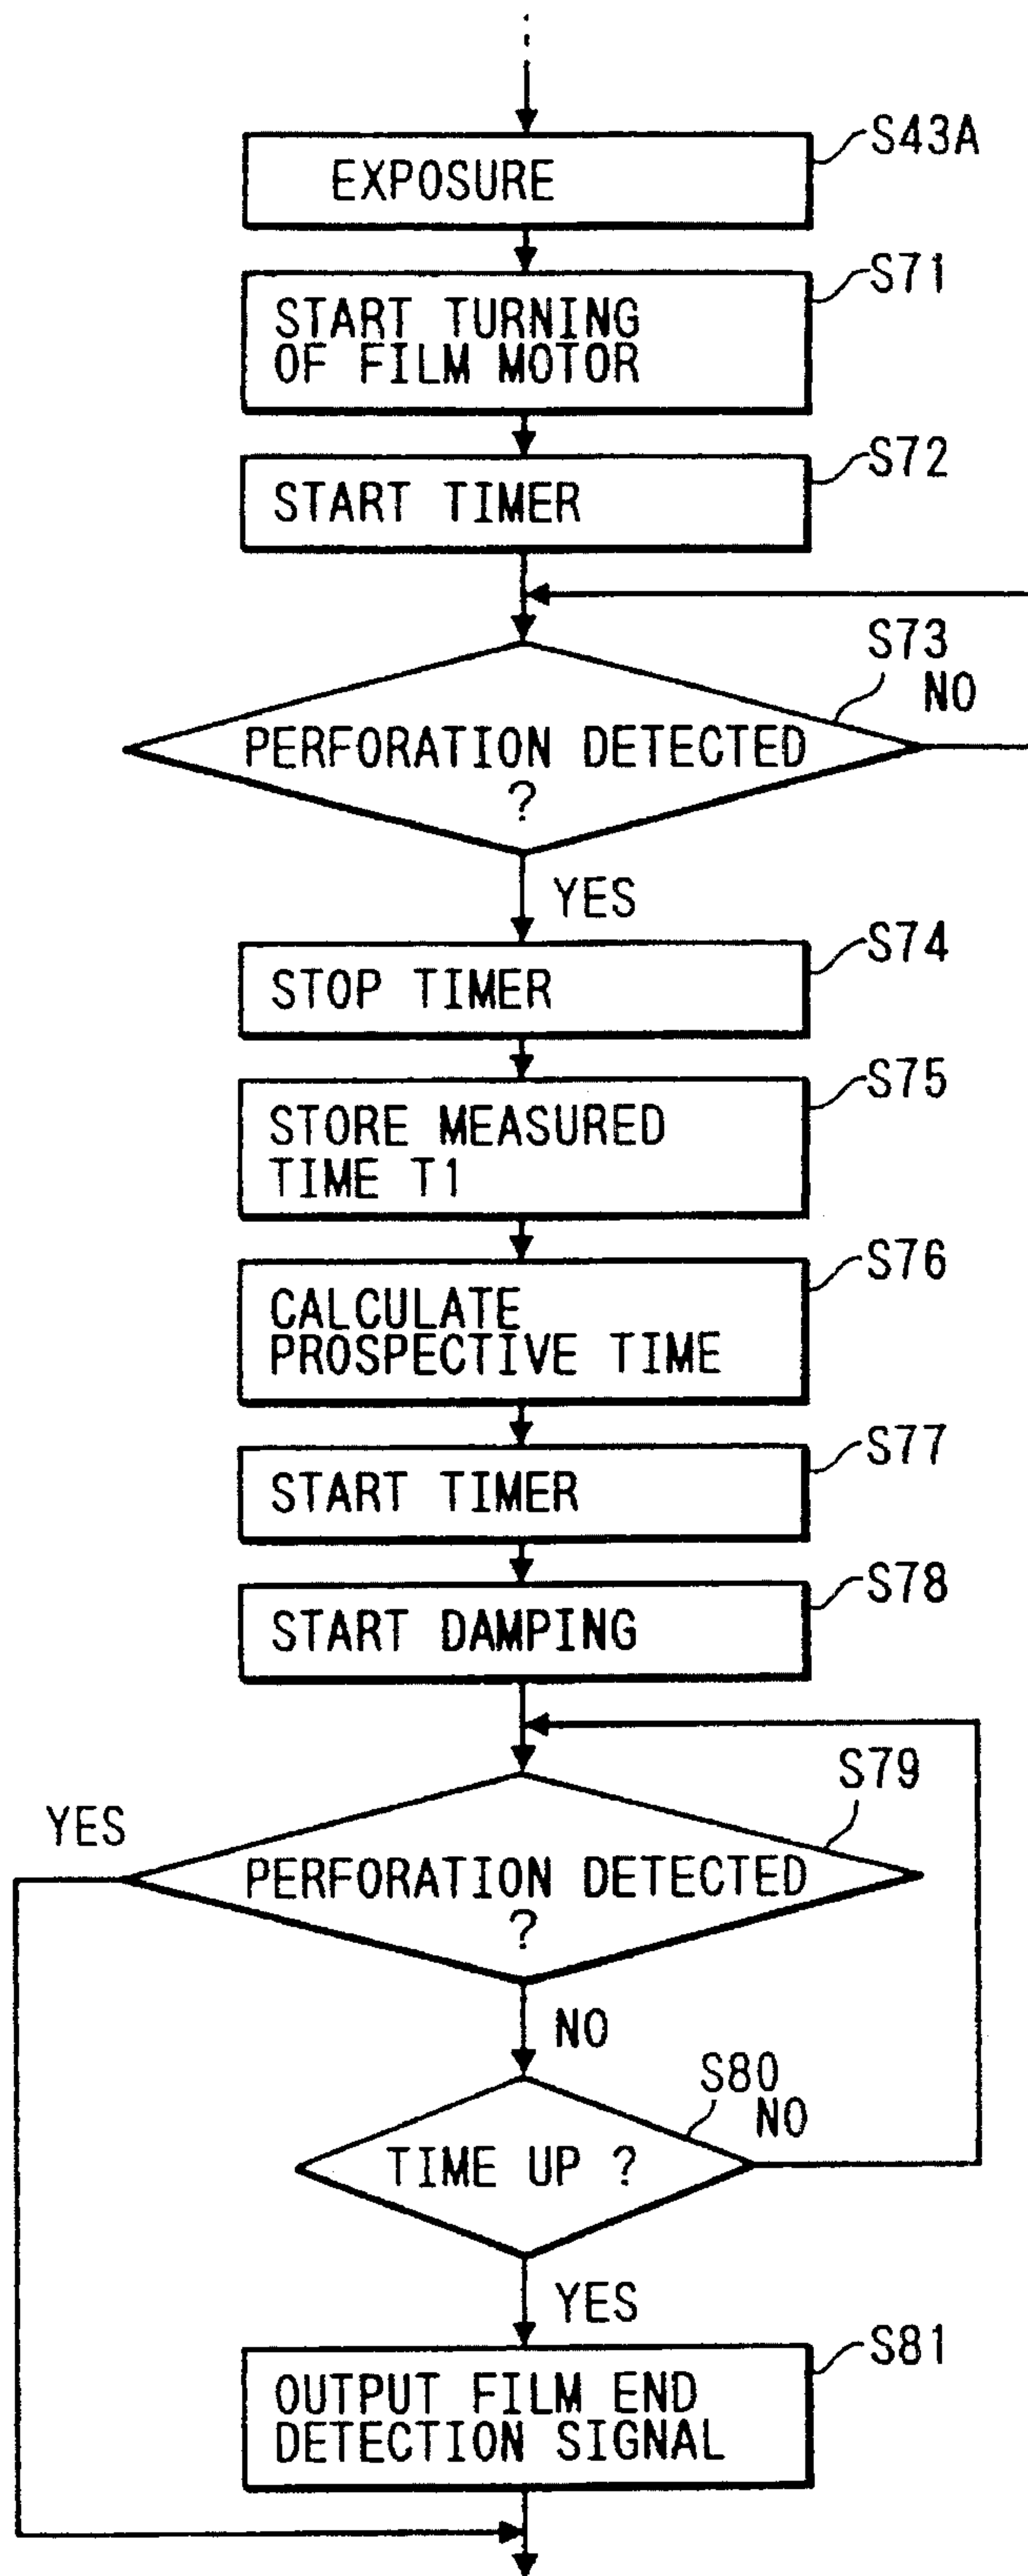 S43A
EXPOSURE
S71
START TURNING
OF FILM MOTOR
S72
START TIMER
S73
NO
PERFORATION DETECTED
?
YES
S74
STOP TIMER
S75
STORE MEASURED
TIME T1
S76
CALCULATE
PROSPECTIVE TIME
S77
START TIMER
S78
START DAMPING
S79
YES
PERFORATION DETECTED
?
NO
S80
NO
TIME UP ?
YES
S81
OUTPUT FILM END
DETECTION SIGNAL